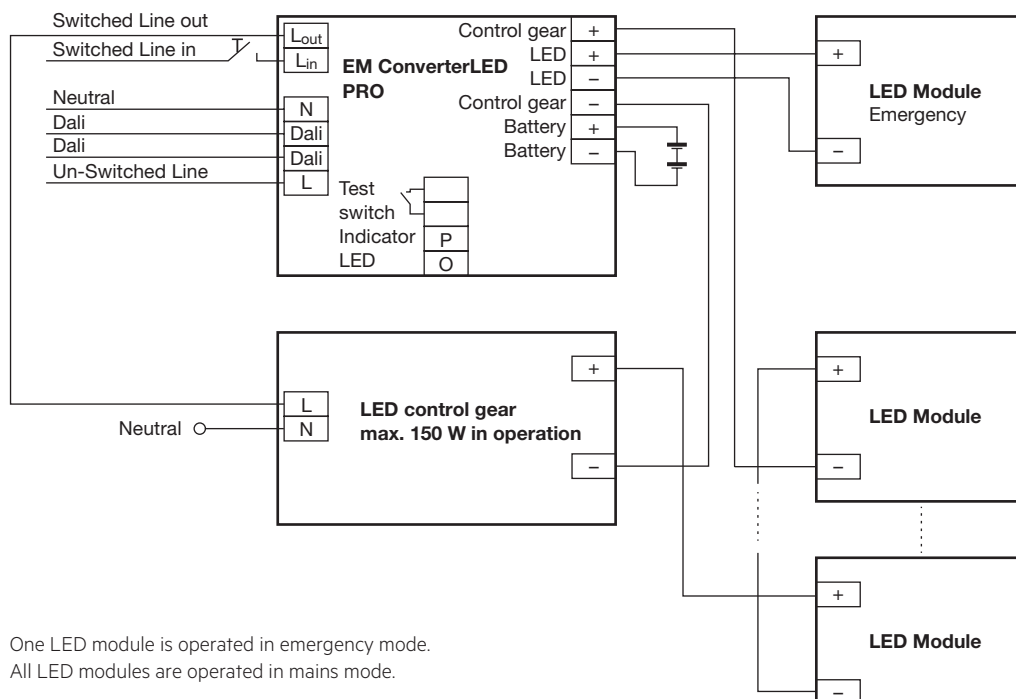 Switched Line out
Switched Line in
Neutral
Dali
Dali
Un-Switched Line
Lout
Lin
N
Dali
Dali
L
EM ConverterLED
PRO
Test
switch
Indicator
LED
P
O
Control gear +
LED +
LED −
Control gear −
Battery +
Battery −
+
−
LED Module
Emergency
Neutral
L
N
LED control gear
max. 150 W in operation
+
−
+
−
LED Module
+
−
LED Module
One LED module is operated in emergency mode.
All LED modules are operated in mains mode.